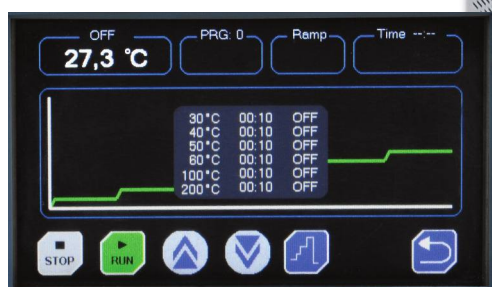 OFF
27,3 °C
PRG: 0
Ramp
Time --:--
30°C 00:10 OFF
40°C 00:10 OFF
50°C 00:10 OFF
60°C 00:10 OFF
100°C 00:10 OFF
200°C 00:10 OFF
STOP
RUN